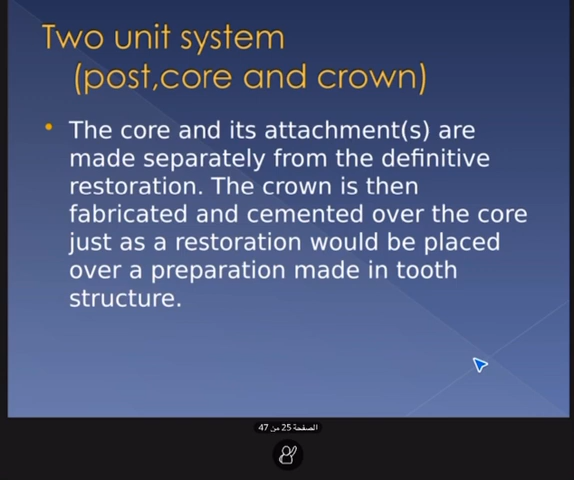 Two unit system
(post,core and crown)
• The core and its attachment(s) are
made separately from the definitive
restoration. The crown is then
fabricated and cemented over the core
just as a restoration would be placed
over a preparation made in tooth
structure.
الصفحة 25 من 47